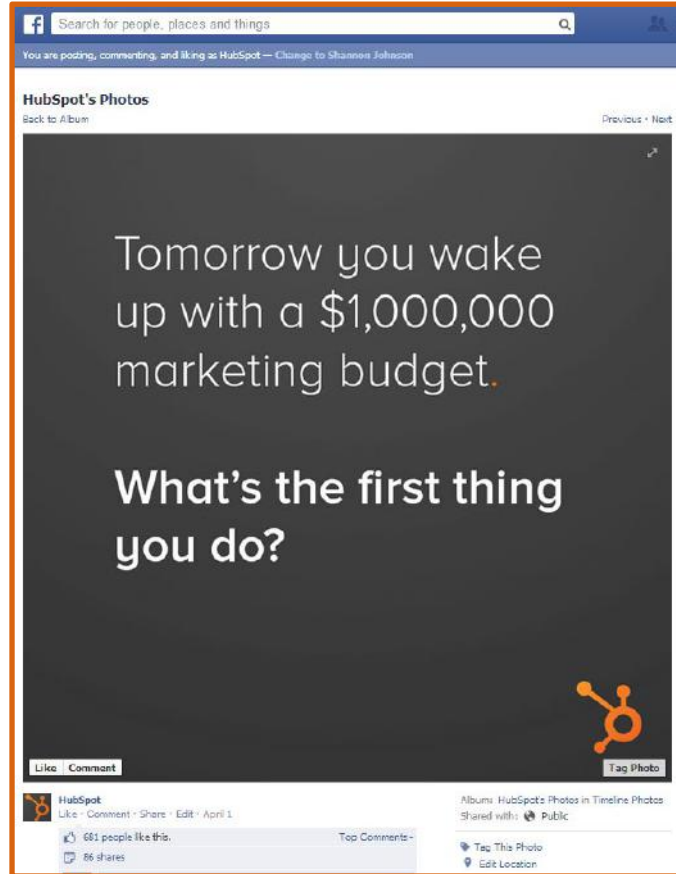 Search for people, places and things
You are posting, commenting, and liking as HubSpot — Change to Shannon Johnson
HubSpot's Photos
Back to Album
Previous · Next
Tomorrow you wake
up with a $1,000,000
marketing budget.
What's the first thing
you do?
Like Comment
Tag Photo
HubSpot
Like · Comment · Share · Edit · April 1
681 people like this.
Top Comments
86 shares
Album: HubSpot's Photos in Timeline Photos
Shared with: Public
Tag This Photo
Edit Location